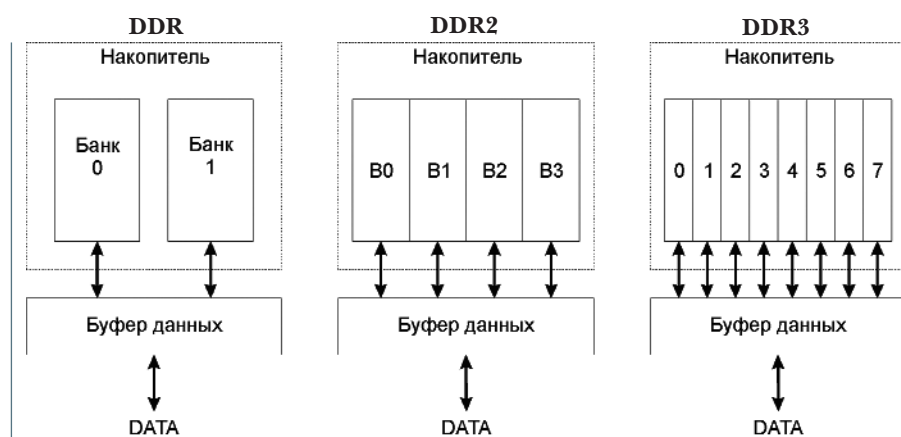 DDR
Накопитель
Банк
0
Банк
1
Буфер данных
DATA
DDR2
Накопитель
B0 B1 B2 B3
Буфер данных
DATA
DDR3
Накопитель
0 1 2 3 4 5 6 7
Буфер данных
DATA